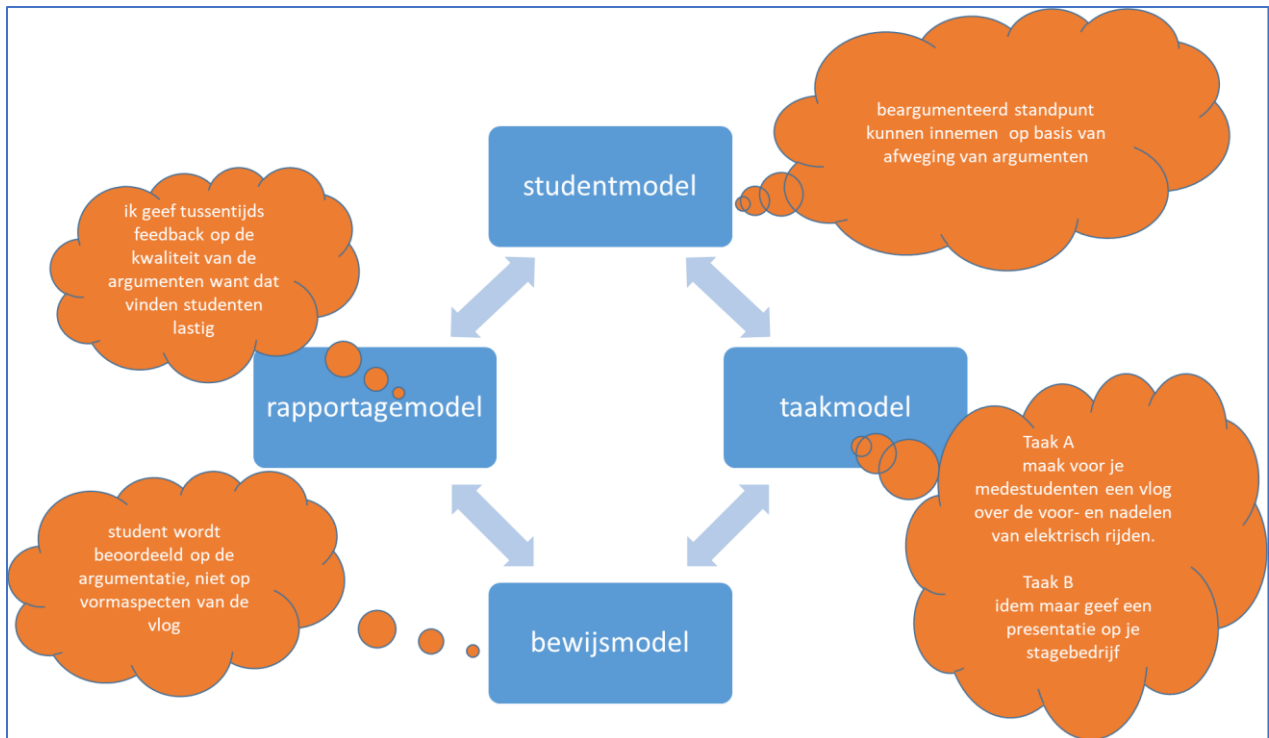 beargumenteerd standpunt
kunnen innemen op basis van
afweging van argumenten
studentmodel
ik geef tussentijds
feedback op de
kwaliteit van de
argumenten want dat
vinden studenten
lastig
rapportagemodel
taakmodel
Taak A
maak voor je
medestudenten een vlog
over de voor- en nadelen
van elektrisch rijden.
Taak B
idem maar geef een
presentatie op je
stagebedrijf
student wordt
beoordeeld op de
argumentatie, niet op
vormaspecten van de
vlog
bewijsmodel